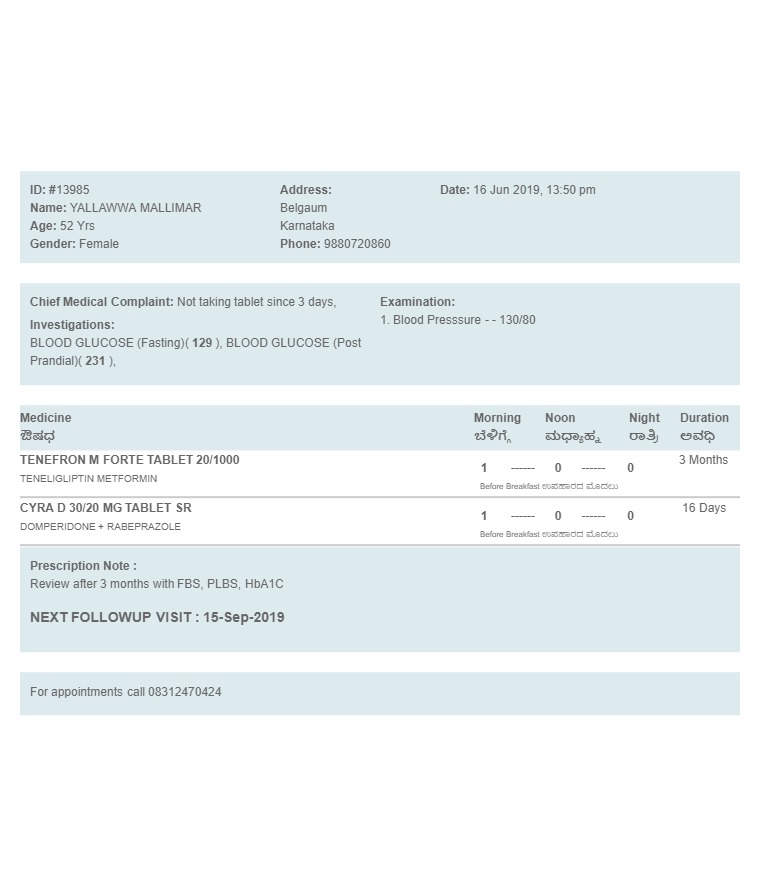 ID: #13985 Address: Date: 16 Jun 2019, 13:50 pm
Name: YALLAWWA MALLIMAR Belgaum
Age: 52 Yrs Karnataka
Gender: Female Phone: 9880720860
Chief Medical Complaint: Not taking tablet since 3 days, Examination:
1. Blood Presssure - - 130/80
Investigations:
BLOOD GLUCOSE (Fasting)( 129 ), BLOOD GLUCOSE (Post
Prandial)( 231 ),
Medicine Morning Noon Night Duration
ಔಷಧ ಬೆಳಿಗ್ಗೆ ಮಧ್ಯಾಹ್ನ ರಾತ್ರಿ ಅವಧಿ
TENEFRON M FORTE TABLET 20/1000 3 Months
1 ------ 0 ------ 0
TENELIGLIPTIN METFORMIN
Before Breakfast ಉಪಹಾರದ ಮೊದಲು
CYRA D 30/20 MG TABLET SR 16 Days
1 ------ 0 ------ 0
DOMPERIDONE + RABEPRAZOLE
Before Breakfast ಉಪಹಾರದ ಮೊದಲು
Prescription Note :
Review after 3 months with FBS, PLBS, HbA1C
NEXT FOLLOWUP VISIT : 15-Sep-2019
For appointments call 08312470424